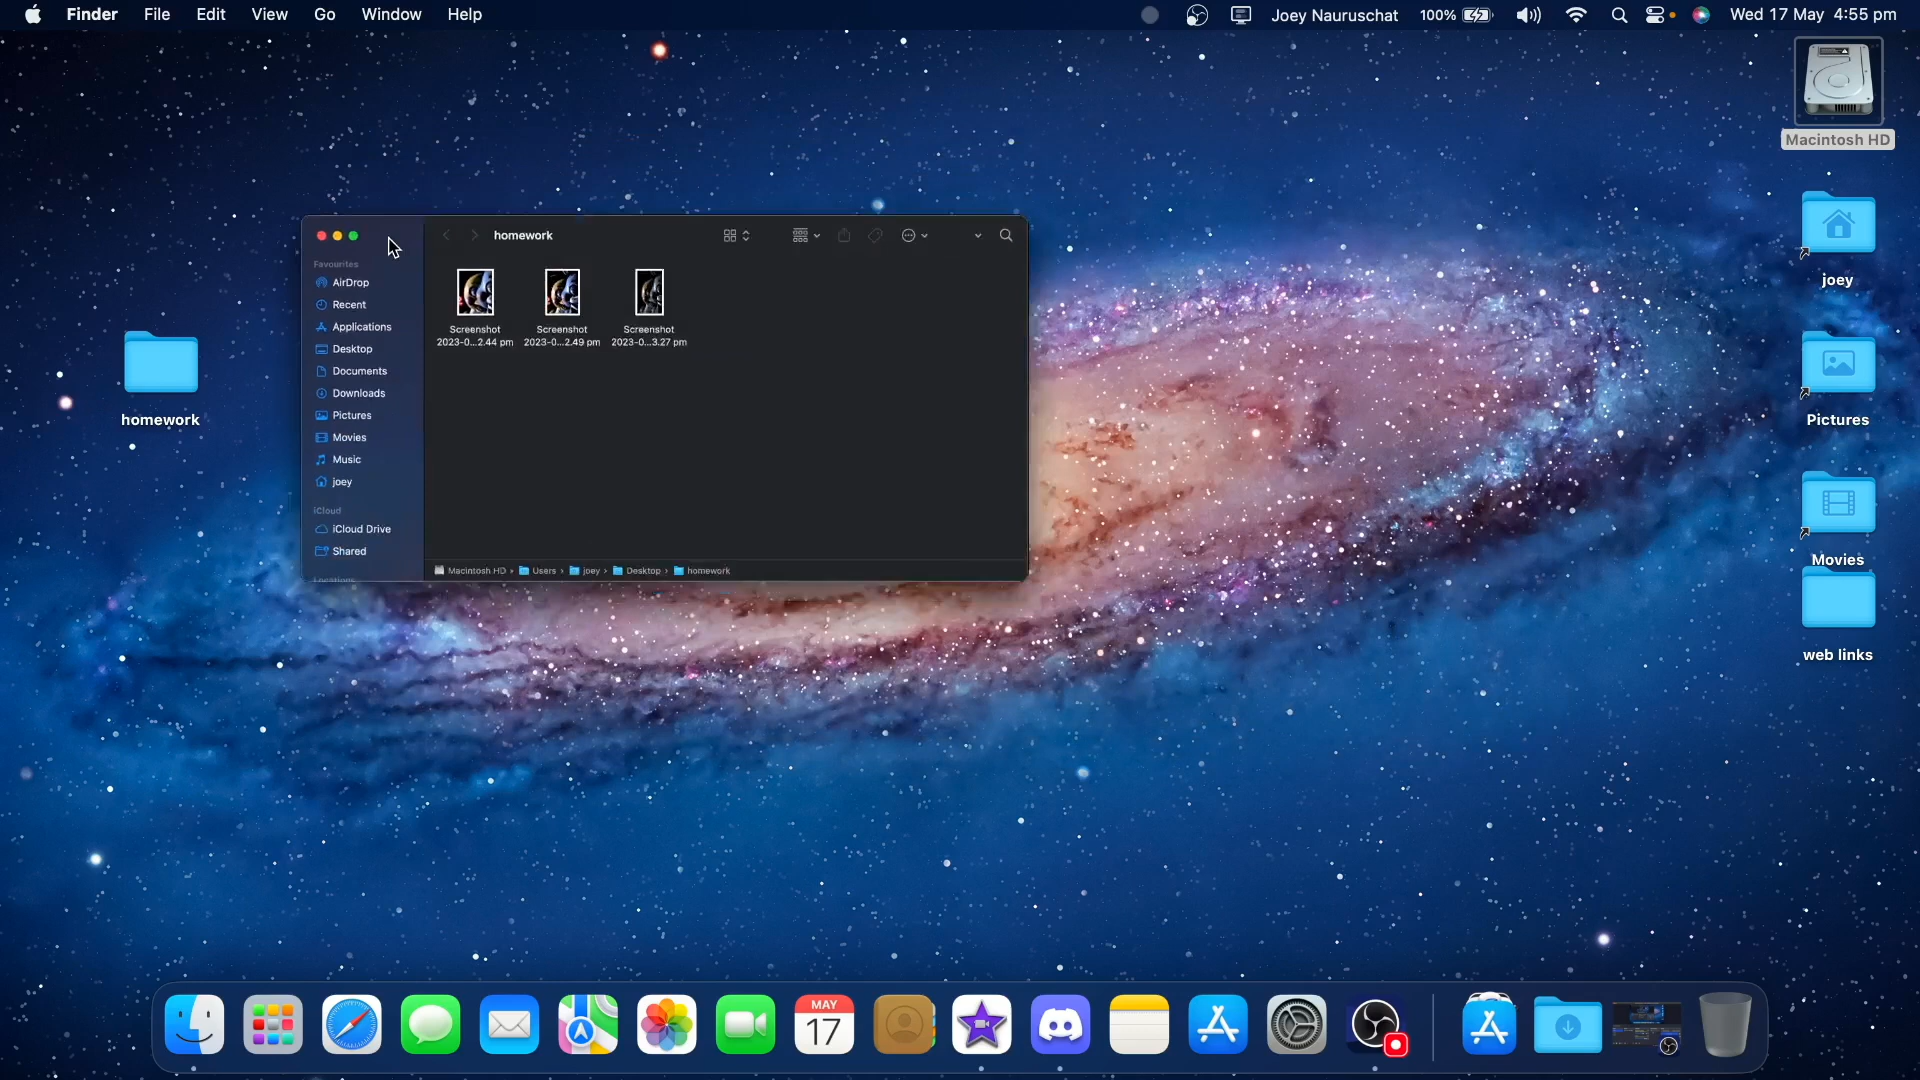 Finder File Edit View Go Window Help
Joey Nauruschat 100% Wed 17 May 4:55 pm
Macintosh HD
joey
Pictures
Movies
web links
homework
homework
Favourites
AirDrop
Recent
Applications
Desktop
Documents
Downloads
Pictures
Movies
Music
joey
iCloud
iCloud Drive
Shared
Locations
Screenshot
2023-0...2.44 pm
Screenshot
2023-0...2.49 pm
Screenshot
2023-0...3.27 pm
Macintosh HD › Users › joey › Desktop › homework
MAY
17